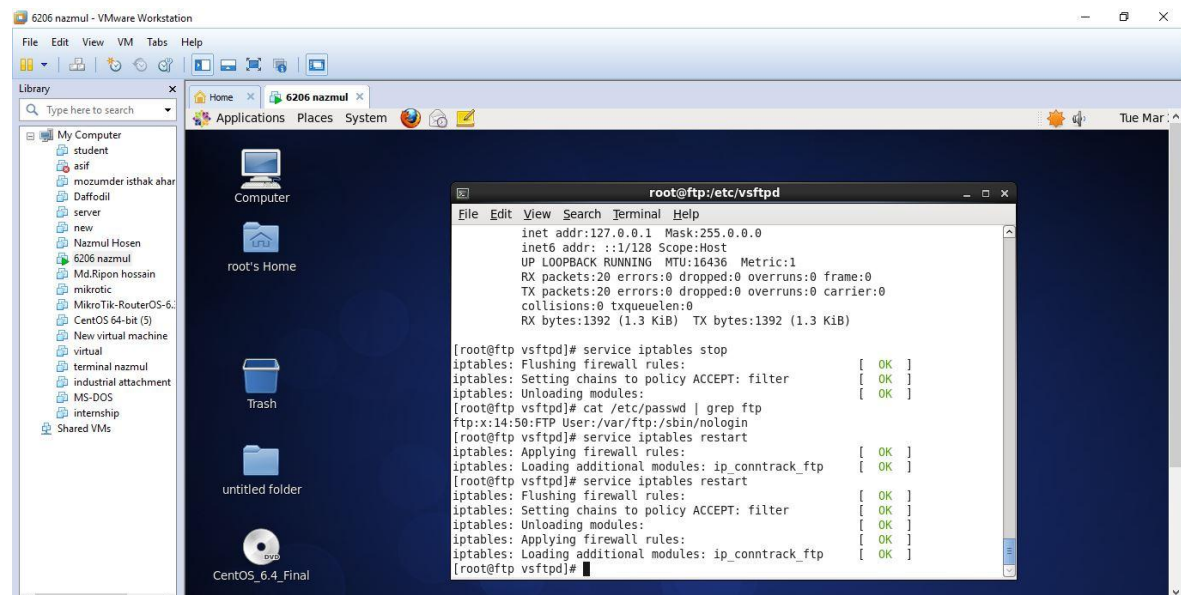 6206 nazmul - VMware Workstation
File Edit View VM Tabs Help
Library
Type here to search
My Computer
student
asif
mozumder isthak ahar
Daffodil
server
new
Nazmul Hosen
6206 nazmul
Md.Ripon hossain
mikrotic
MikroTik-RouterOS-6.
CentOS 64-bit (5)
New virtual machine
virtual
terminal nazmul
industrial attachment
MS-DOS
internship
Shared VMs
Home
6206 nazmul
Applications Places System
Tue Mar
Computer
root's Home
Trash
untitled folder
DVD
CentOS_6.4_Final
root@ftp:/etc/vsftpd
File Edit View Search Terminal Help
inet addr:127.0.0.1 Mask:255.0.0.0
inet6 addr: ::1/128 Scope:Host
UP LOOPBACK RUNNING MTU:16436 Metric:1
RX packets:20 errors:0 dropped:0 overruns:0 frame:0
TX packets:20 errors:0 dropped:0 overruns:0 carrier:0
collisions:0 txqueuelen:0
RX bytes:1392 (1.3 KiB) TX bytes:1392 (1.3 KiB)
[root@ftp vsftpd]# service iptables stop
iptables: Flushing firewall rules: [ OK ]
iptables: Setting chains to policy ACCEPT: filter [ OK ]
iptables: Unloading modules: [ OK ]
[root@ftp vsftpd]# cat /etc/passwd | grep ftp
ftp:x:14:50:FTP User:/var/ftp:/sbin/nologin
[root@ftp vsftpd]# service iptables restart
iptables: Applying firewall rules: [ OK ]
iptables: Loading additional modules: ip_conntrack_ftp [ OK ]
[root@ftp vsftpd]# service iptables restart
iptables: Flushing firewall rules: [ OK ]
iptables: Setting chains to policy ACCEPT: filter [ OK ]
iptables: Unloading modules: [ OK ]
iptables: Applying firewall rules: [ OK ]
iptables: Loading additional modules: ip_conntrack_ftp [ OK ]
[root@ftp vsftpd]#